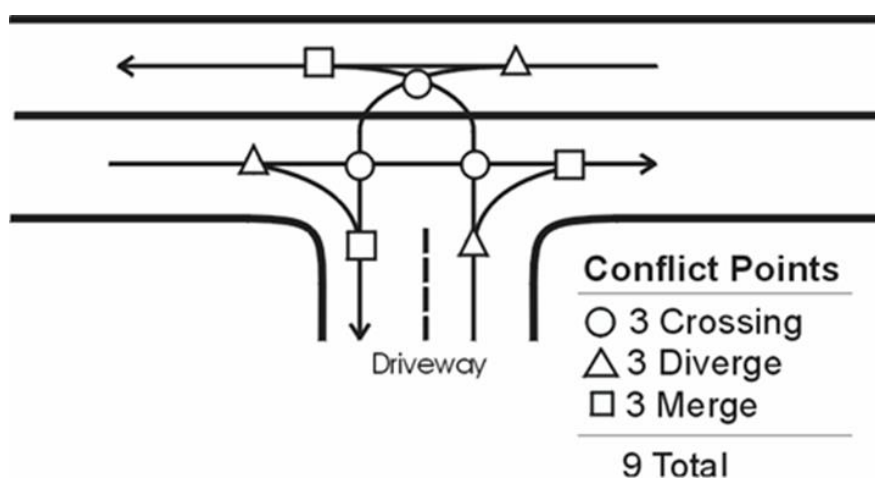 Driveway
Conflict Points
3 Crossing
3 Diverge
3 Merge
9 Total